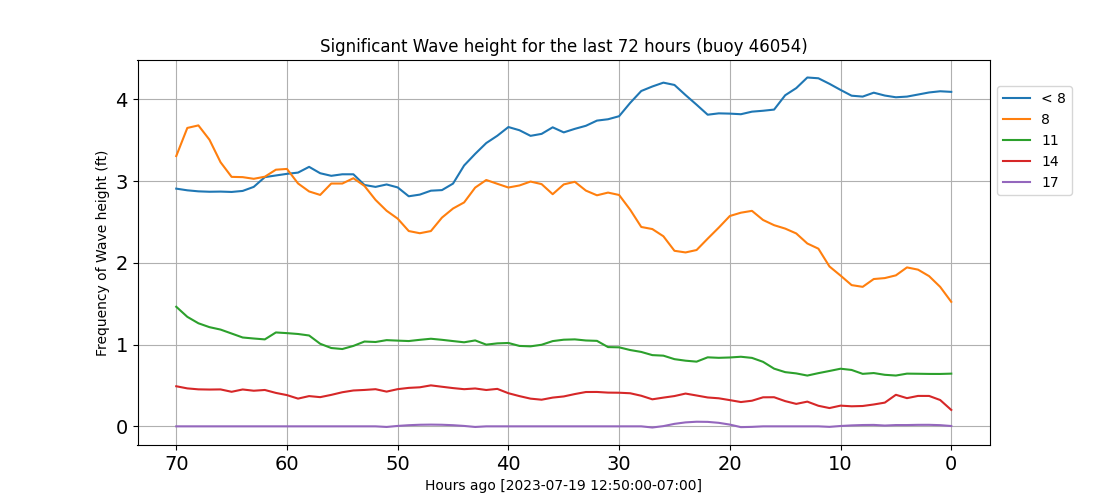 Significant Wave height for the last 72 hours (buoy 46054)
Frequency of Wave height (ft)
4
3
2
1
0
70 60 50 40 30 20 10 0
Hours ago [2023-07-19 12:50:00-07:00]
< 8
8
11
14
17